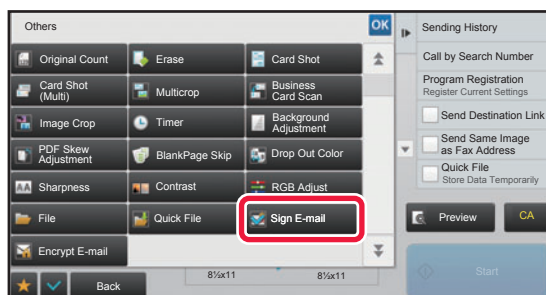 Others
OK
Original Count
Erase
Card Shot
Card Shot
(Multi)
Multicrop
Business
Card Scan
Image Crop
Timer
Background
Adjustment
PDF Skew
Adjustment
BlankPage Skip
Drop Out Color
AA
Sharpness
Contrast
RGB Adjust
File
Quick File
Sign E-mail
Encrypt E-mail
Back
8½x11
8½x11
Sending History
Call by Search Number
Program Registration
Register Current Settings
Send Destination Link
Send Same Image
as Fax Address
Quick File
Store Data Temporarily
Preview
CA
Start